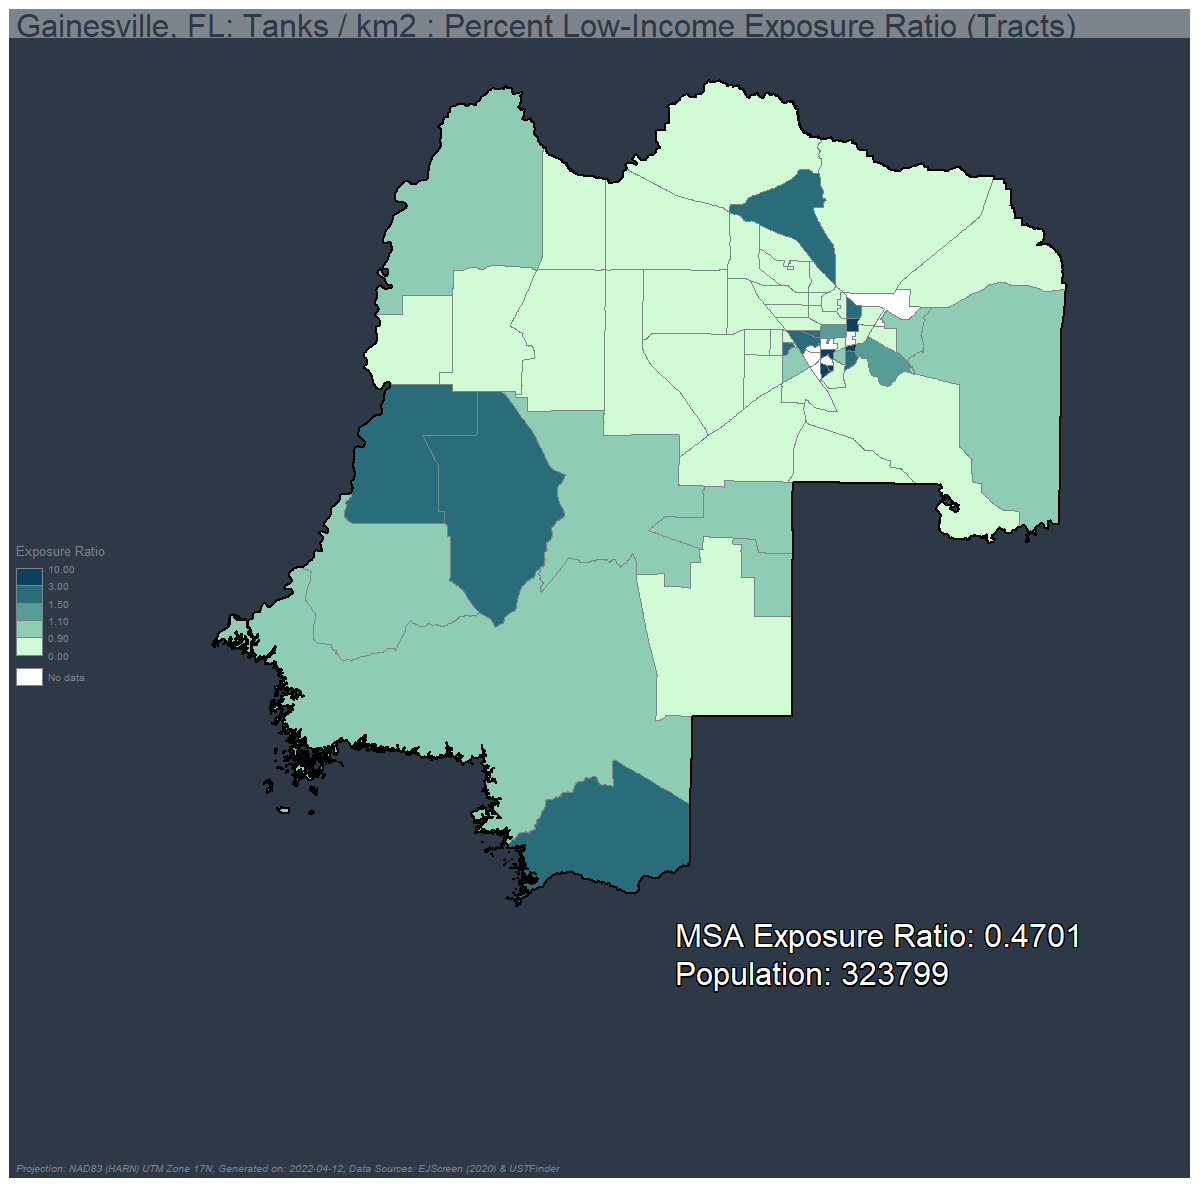 Gainesville, FL: Tanks / km2 : Percent Low-Income Exposure Ratio (Tracts)
Exposure Ratio
10.00
3.00
1.50
1.10
0.90
0.00
No data
MSA Exposure Ratio: 0.4701
Population: 323799
Projection: NAD83 (HARN) UTM Zone 17N, Generated on: 2022-04-12, Data Sources: EJScreen (2020) & USTFinder